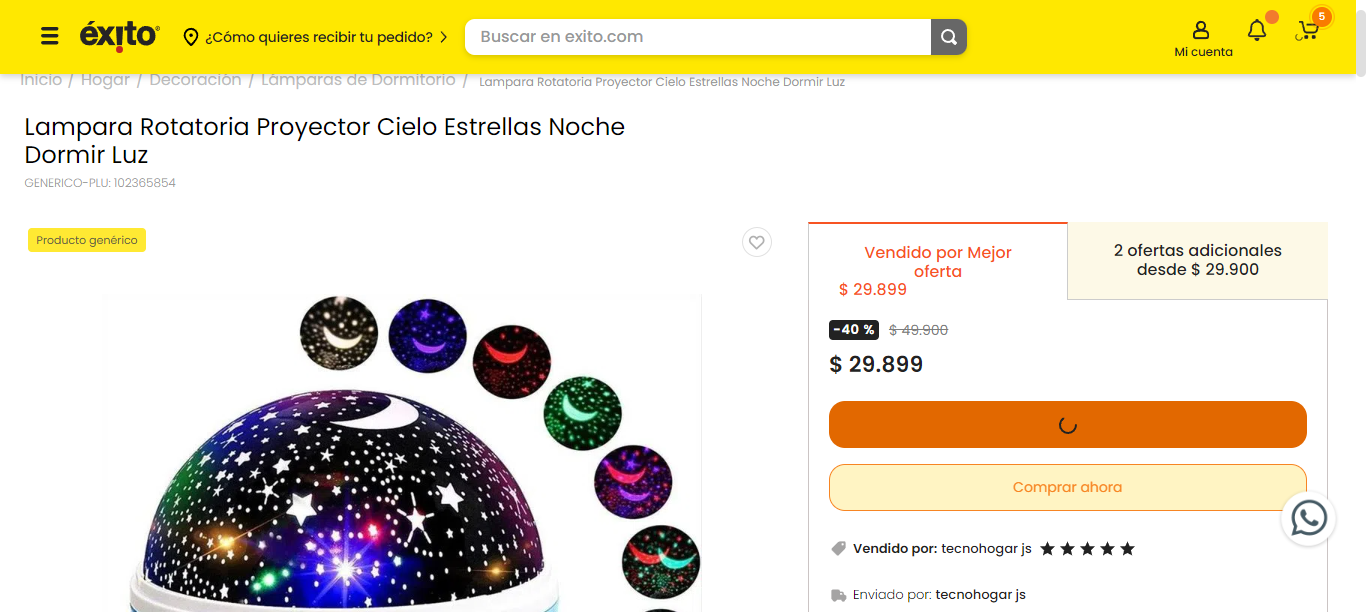 éxito
¿Cómo quieres recibir tu pedido?
Buscar en exito.com
Mi cuenta
5
Inicio / Hogar / Decoración / Lámparas de Dormitorio / Lampara Rotatoria Proyector Cielo Estrellas Noche Dormir Luz
Lampara Rotatoria Proyector Cielo Estrellas Noche
Dormir Luz
GENERICO-PLU: 102365854
Producto genérico
Vendido por Mejor
oferta
$ 29.899
2 ofertas adicionales
desde $ 29.900
-40 % $ 49.900
$ 29.899
Comprar ahora
Vendido por: tecnohogar js
Enviado por: tecnohogar js